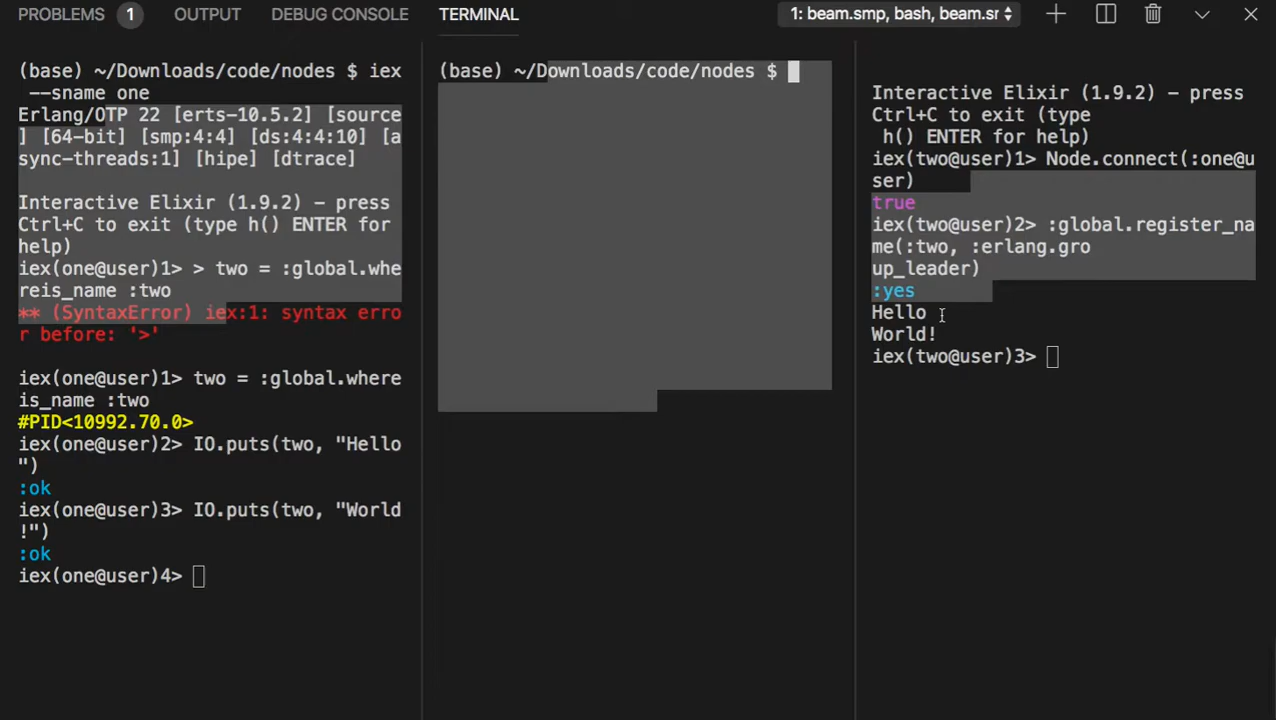 PROBLEMS 1 OUTPUT DEBUG CONSOLE TERMINAL 1: beam.smp, bash, beam.sr
(base) ~/Downloads/code/nodes $ iex
--sname one
Erlang/OTP 22 [erts-10.5.2] [source
] [64-bit] [smp:4:4] [ds:4:4:10] [a
sync-threads:1] [hipe] [dtrace]
Interactive Elixir (1.9.2) - press
Ctrl+C to exit (type h() ENTER for
help)
iex(one@user)1> > two = :global.whe
reis_name :two
** (SyntaxError) iex:1: syntax erro
r before: '>'
iex(one@user)1> two = :global.where
is_name :two
#PID<10992.70.0>
iex(one@user)2> IO.puts(two, "Hello
")
:ok
iex(one@user)3> IO.puts(two, "World
!")
:ok
iex(one@user)4>
(base) ~/Downloads/code/nodes $
Interactive Elixir (1.9.2) - press
Ctrl+C to exit (type
h() ENTER for help)
iex(two@user)1> Node.connect(:one@u
ser)
true
iex(two@user)2> :global.register_na
me(:two, :erlang.gro
up_leader)
:yes
Hello
World!
iex(two@user)3>